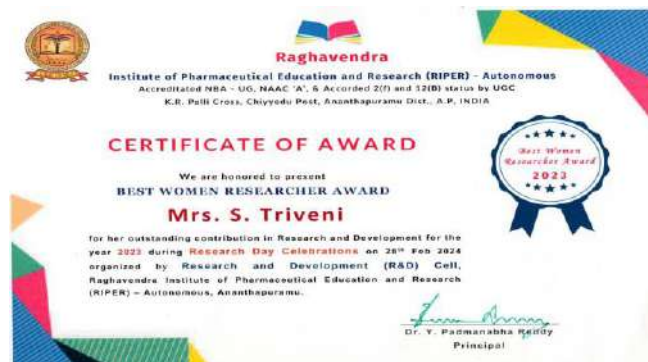 Raghavendra
Institute of Pharmaceutical Education and Research (RIPER) - Autonomous
Accredited NBA - UG, NAAC 'A', & Accorded 2(f) and 12(B) status by UGC
K.R. Palli Cross, Chiyyedu Post, Ananthapuramu Dist., A.P, INDIA
CERTIFICATE OF AWARD
Best Women
Researcher Award
2023
We are honored to present
BEST WOMEN RESEARCHER AWARD
Mrs. S. Triveni
for her outstanding contribution in Research and Development for the
year 2023 during Research Day Celebrations on 28th Feb 2024
organized by Research and Development (R&D) Cell,
Raghavendra Institute of Pharmaceutical Education and Research
(RIPER) – Autonomous, Ananthapuramu.
Dr. Y. Padmanabha Reddy
Principal